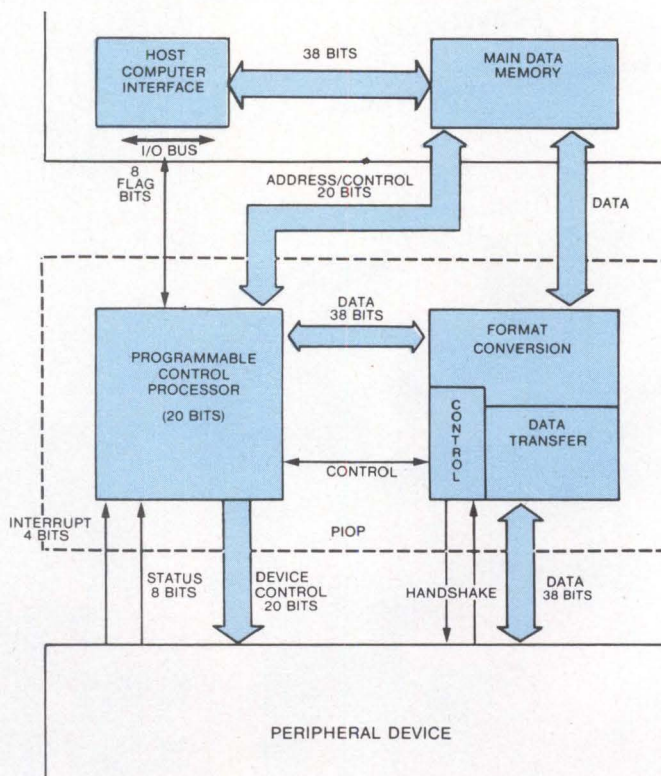 HOST
COMPUTER
INTERFACE
38 BITS
MAIN DATA
MEMORY
I/O BUS
8
FLAG
BITS
ADDRESS/CONTROL
20 BITS
DATA
DATA
38 BITS
PROGRAMMABLE
CONTROL
PROCESSOR
(20 BITS)
FORMAT
CONVERSION
CONTROL
DATA
TRANSFER
CONTROL
INTERRUPT
4 BITS
PIOP
STATUS
8 BITS
DEVICE
CONTROL
20 BITS
HANDSHAKE
DATA
38 BITS
PERIPHERAL DEVICE